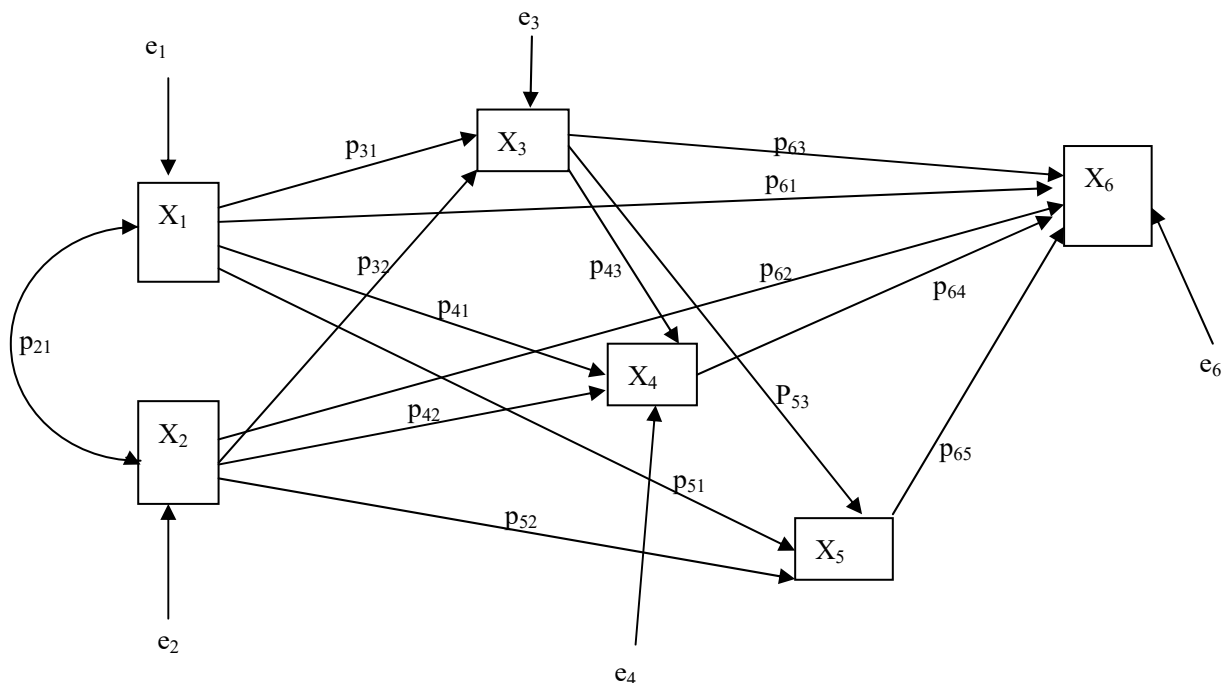 e₃
e₁
X₃
p₃₁
p₆₃
p₆₁
X₆
X₁
p₃₂
p₄₃
p₆₂
p₆₄
p₄₁
p₂₁
X₄
e₆
P₅₃
p₄₂
X₂
p₆₅
p₅₁
p₅₂
X₅
e₂
e₄